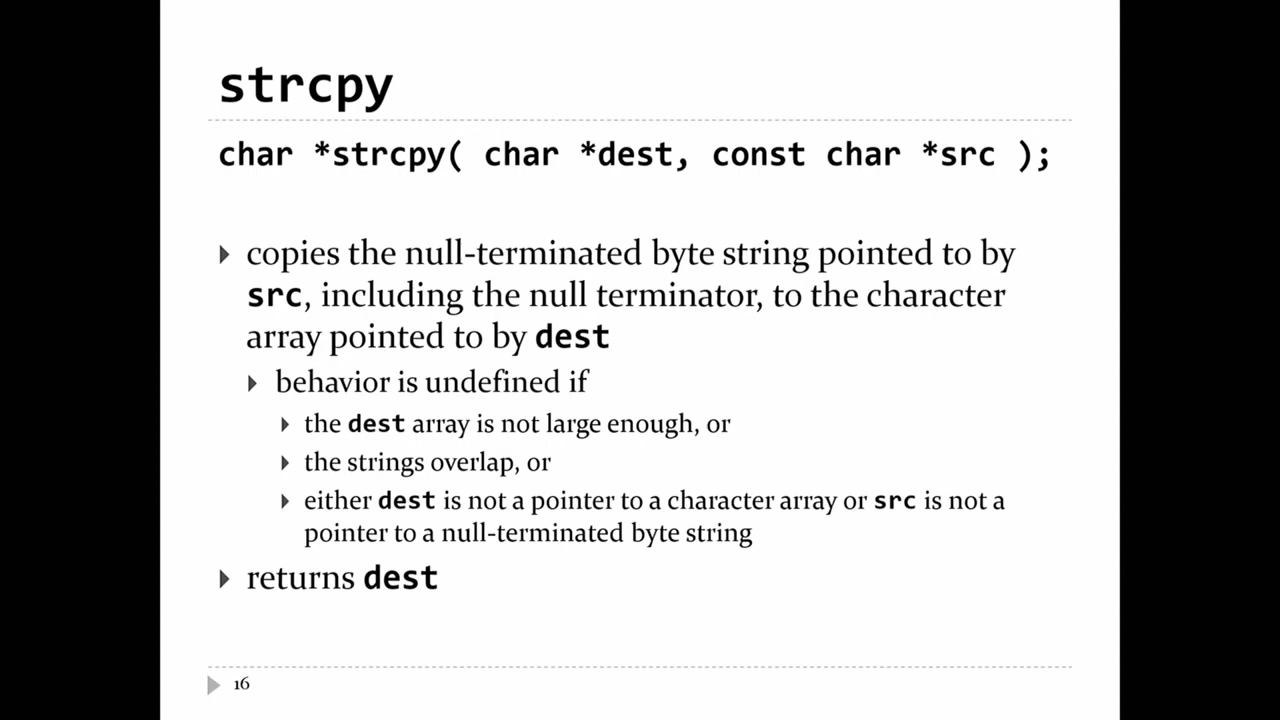 strcpy
char *strcpy( char *dest, const char *src );
copies the null-terminated byte string pointed to by
src, including the null terminator, to the character
array pointed to by dest
behavior is undefined if
the dest array is not large enough, or
the strings overlap, or
either dest is not a pointer to a character array or src is not a
pointer to a null-terminated byte string
returns dest
16